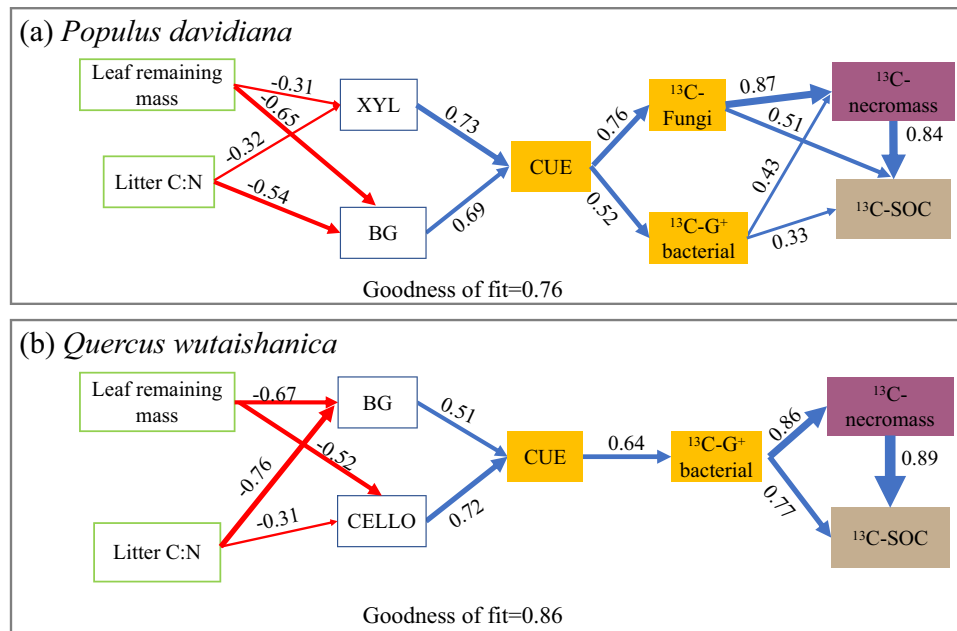 (a) Populus davidiana
Leaf remaining
mass
Litter C:N
-0.31
-0.65
-0.32
-0.54
XYL
BG
0.73
0.69
CUE
0.76
0.52
¹³C-
Fungi
¹³C-G⁺
bacterial
0.87
0.51
0.43
0.33
¹³C-
necromass
0.84
¹³C-SOC
Goodness of fit=0.76
(b) Quercus wutaishanica
Leaf remaining
mass
Litter C:N
-0.67
-0.52
-0.76
-0.31
BG
CELLO
0.51
0.72
CUE
0.64
¹³C-G⁺
bacterial
0.86
0.77
¹³C-
necromass
0.89
¹³C-SOC
Goodness of fit=0.86